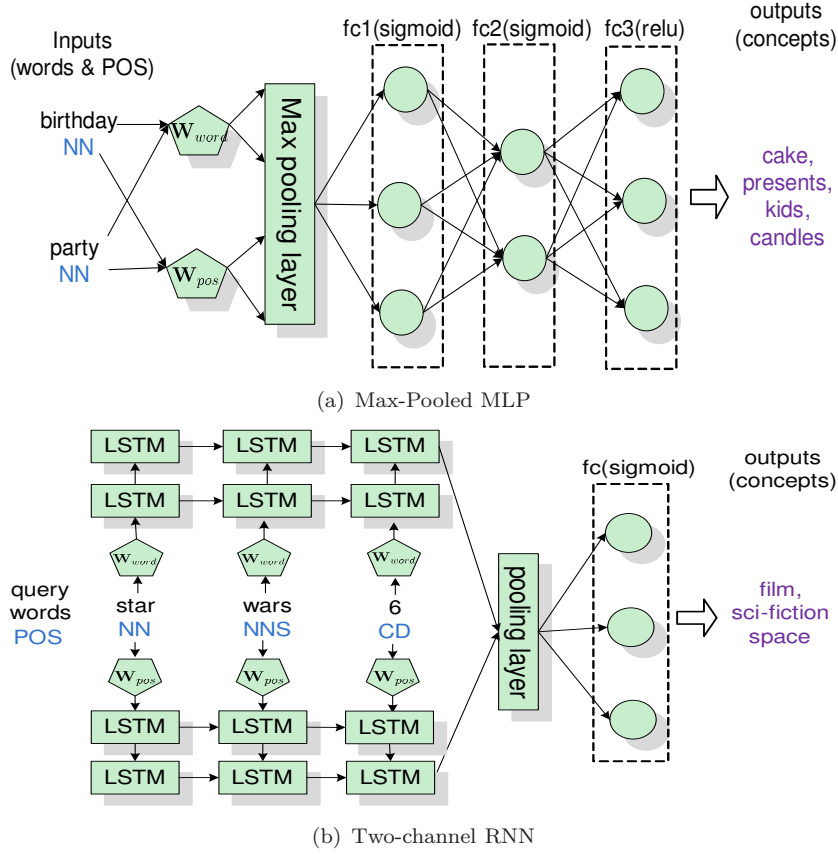 Inputs
(words & POS)
fc1(sigmoid)
fc2(sigmoid)
fc3(relu)
outputs
(concepts)
birthday
NN
party
NN
W_word
W_pos
Max pooling layer
cake,
presents,
kids,
candles
(a) Max-Pooled MLP
LSTM LSTM LSTM
LSTM LSTM LSTM
W_word W_word W_word
query
words
POS
star
NN
wars
NNS
6
CD
W_pos W_pos W_pos
LSTM LSTM LSTM
LSTM LSTM LSTM
pooling layer
fc(sigmoid)
outputs
(concepts)
film,
sci-fiction
space
(b) Two-channel RNN